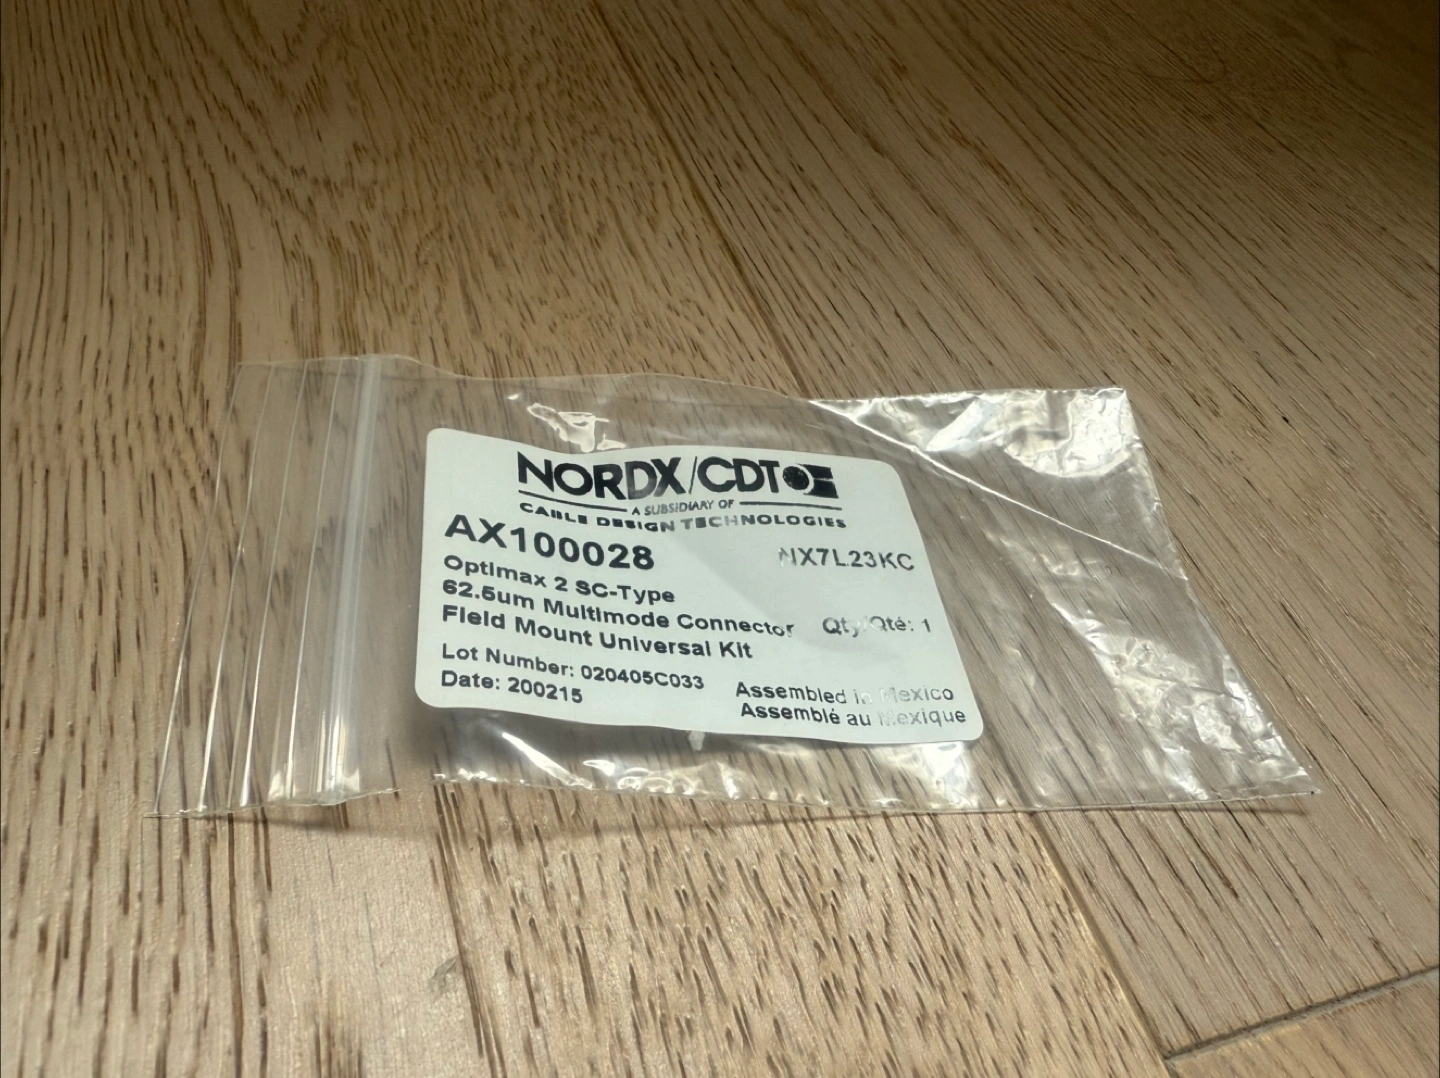 NORDX/CDT
A SUBSIDIARY OF
CABLE DESIGN TECHNOLOGIES
AX100028 NX7L23KC
Optimax 2 SC-Type
62.5um Multimode Connector Qty/Qté: 1
Field Mount Universal Kit
Lot Number: 020405C033
Date: 200215
Assembled in Mexico
Assemblé au Mexique